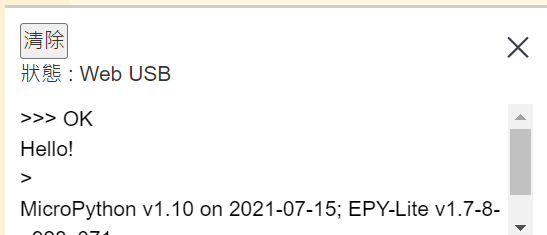 清除
狀態 : Web USB
>>> OK
Hello!
>
MicroPython v1.10 on 2021-07-15; EPY-Lite v1.7-8-